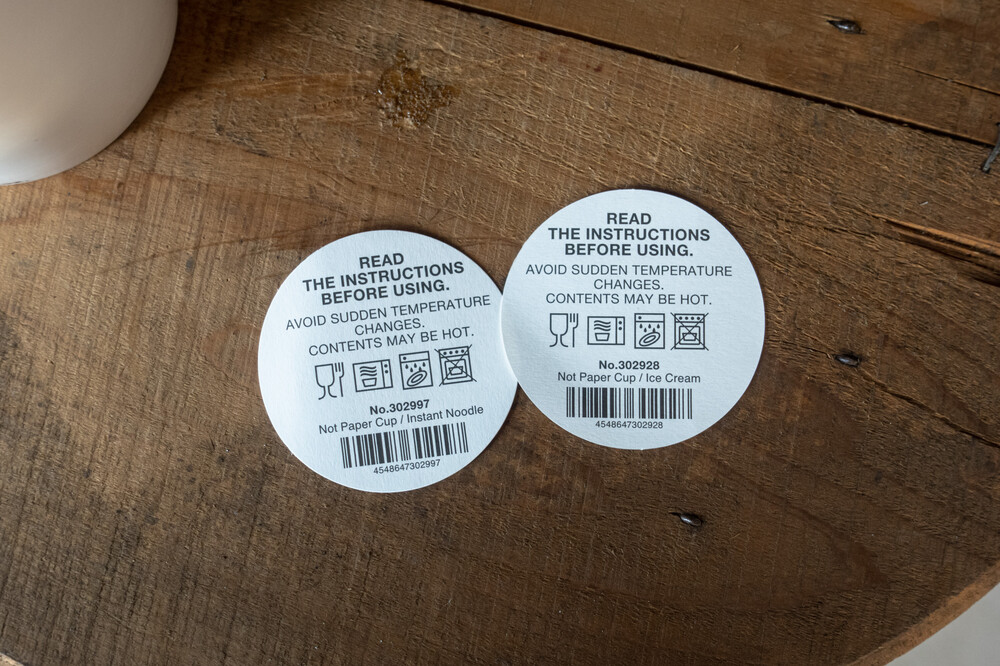 READ
THE INSTRUCTIONS
BEFORE USING.
AVOID SUDDEN TEMPERATURE
CHANGES.
CONTENTS MAY BE HOT.
No.302997
Not Paper Cup / Instant Noodle
4548647302997
READ
THE INSTRUCTIONS
BEFORE USING.
AVOID SUDDEN TEMPERATURE
CHANGES.
CONTENTS MAY BE HOT.
No.302928
Not Paper Cup / Ice Cream
4548647302928